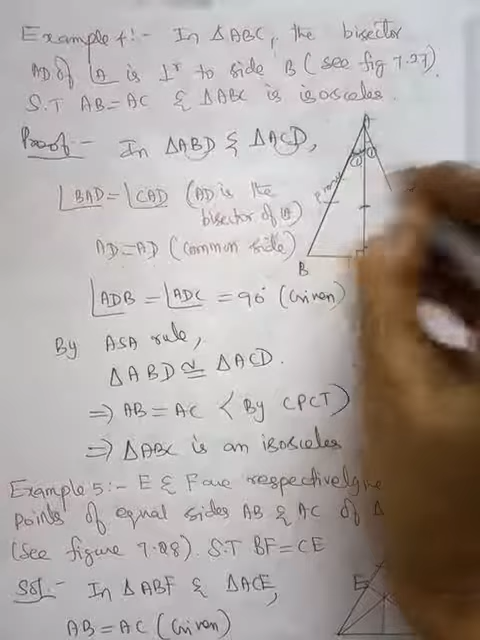 Example 4:- In ΔABC, the bisector
AD of ∠A is ⊥r to side B (see fig 7.27).
S.T AB=AC & ΔABC is isosceles.
Proof:- In ΔABD & ΔACD,
∠BAD = ∠CAD (AD is the
bisector of A)
AD=AD (common side)
∠ADB = ∠ADC = 90° (Given)
By ASA rule,
ΔABD ≅ ΔACD.
⇒ AB = AC (By CPCT)
⇒ ΔABC is an isosceles
A
Prove
B
Example 5:- E & F are respectively
points of equal sides AB & AC of Δ
(See figure 7.28). S.T BF=CE
Sol:- In ΔABF & ΔACE,
AB = AC (Given)
E